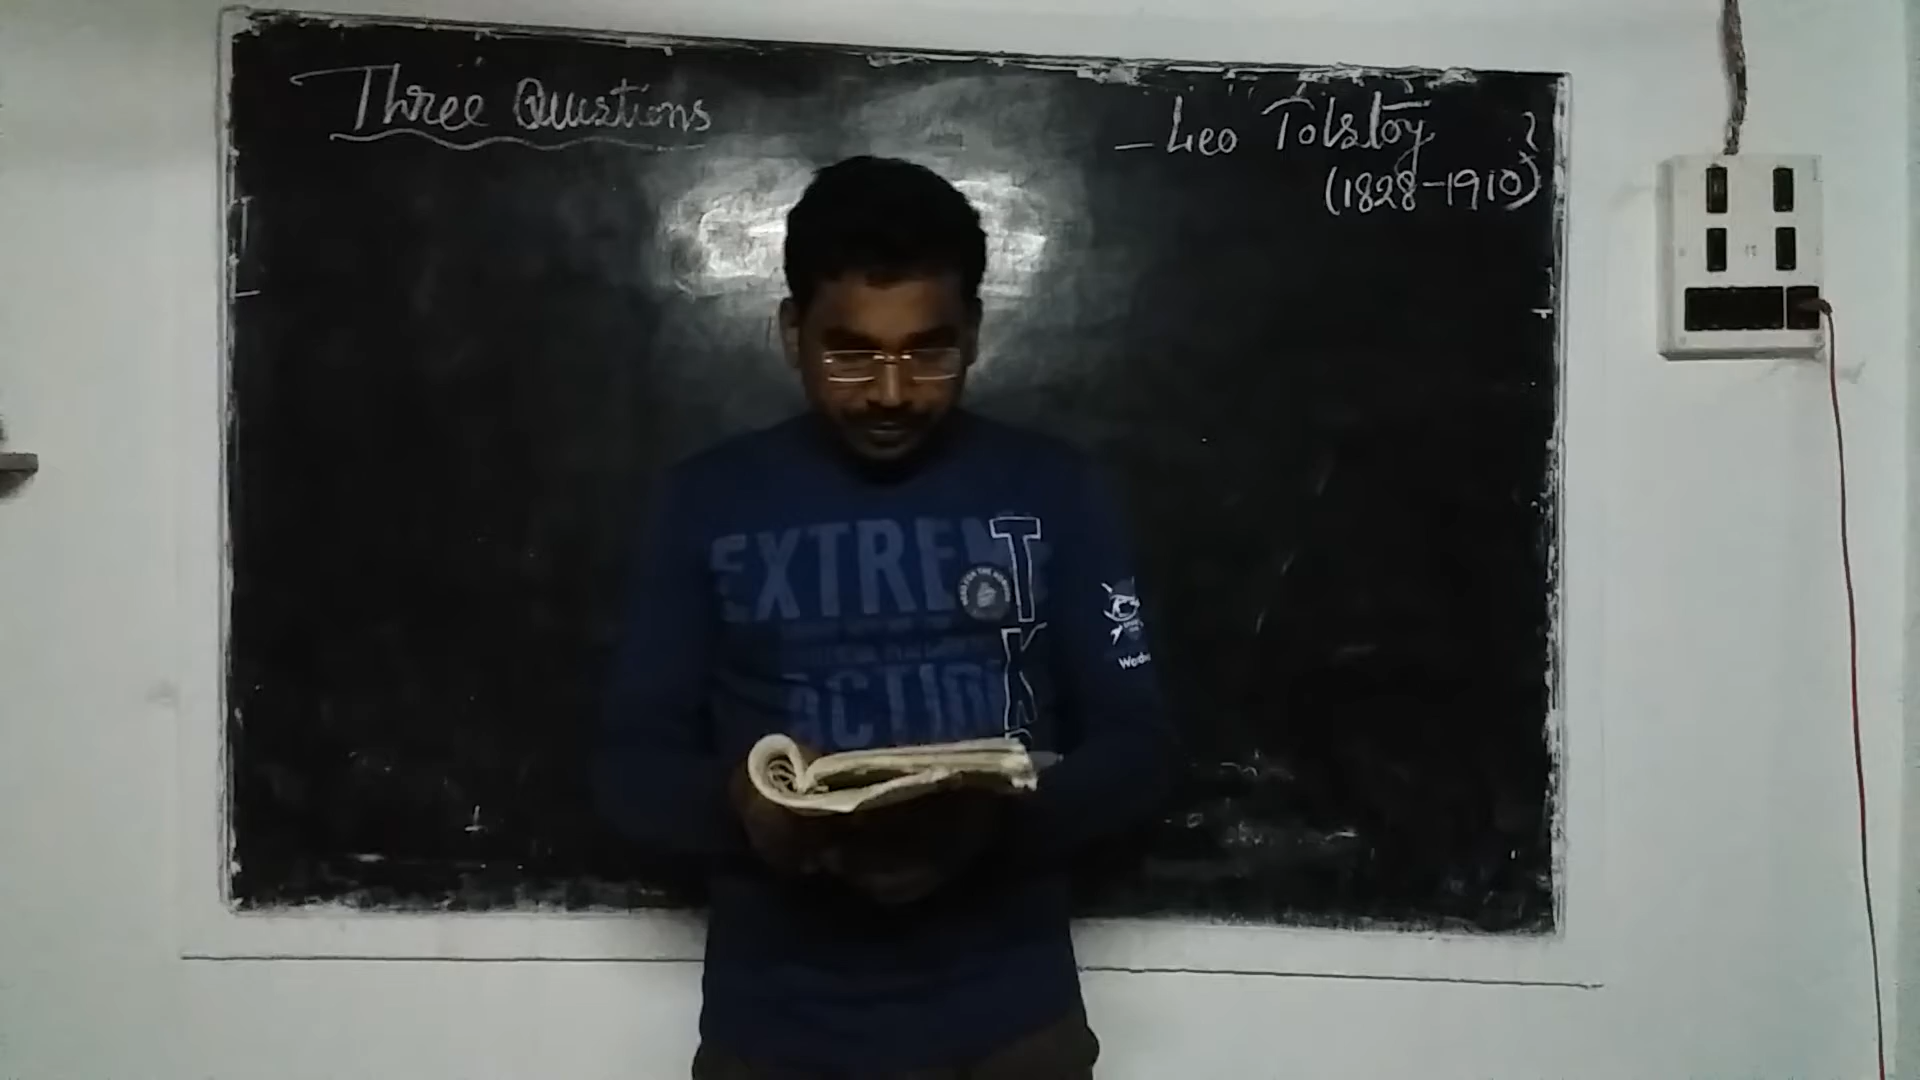 Three Questions
- Leo Tolstoy
(1828-1910)
EXTREM
ACTION
T
K